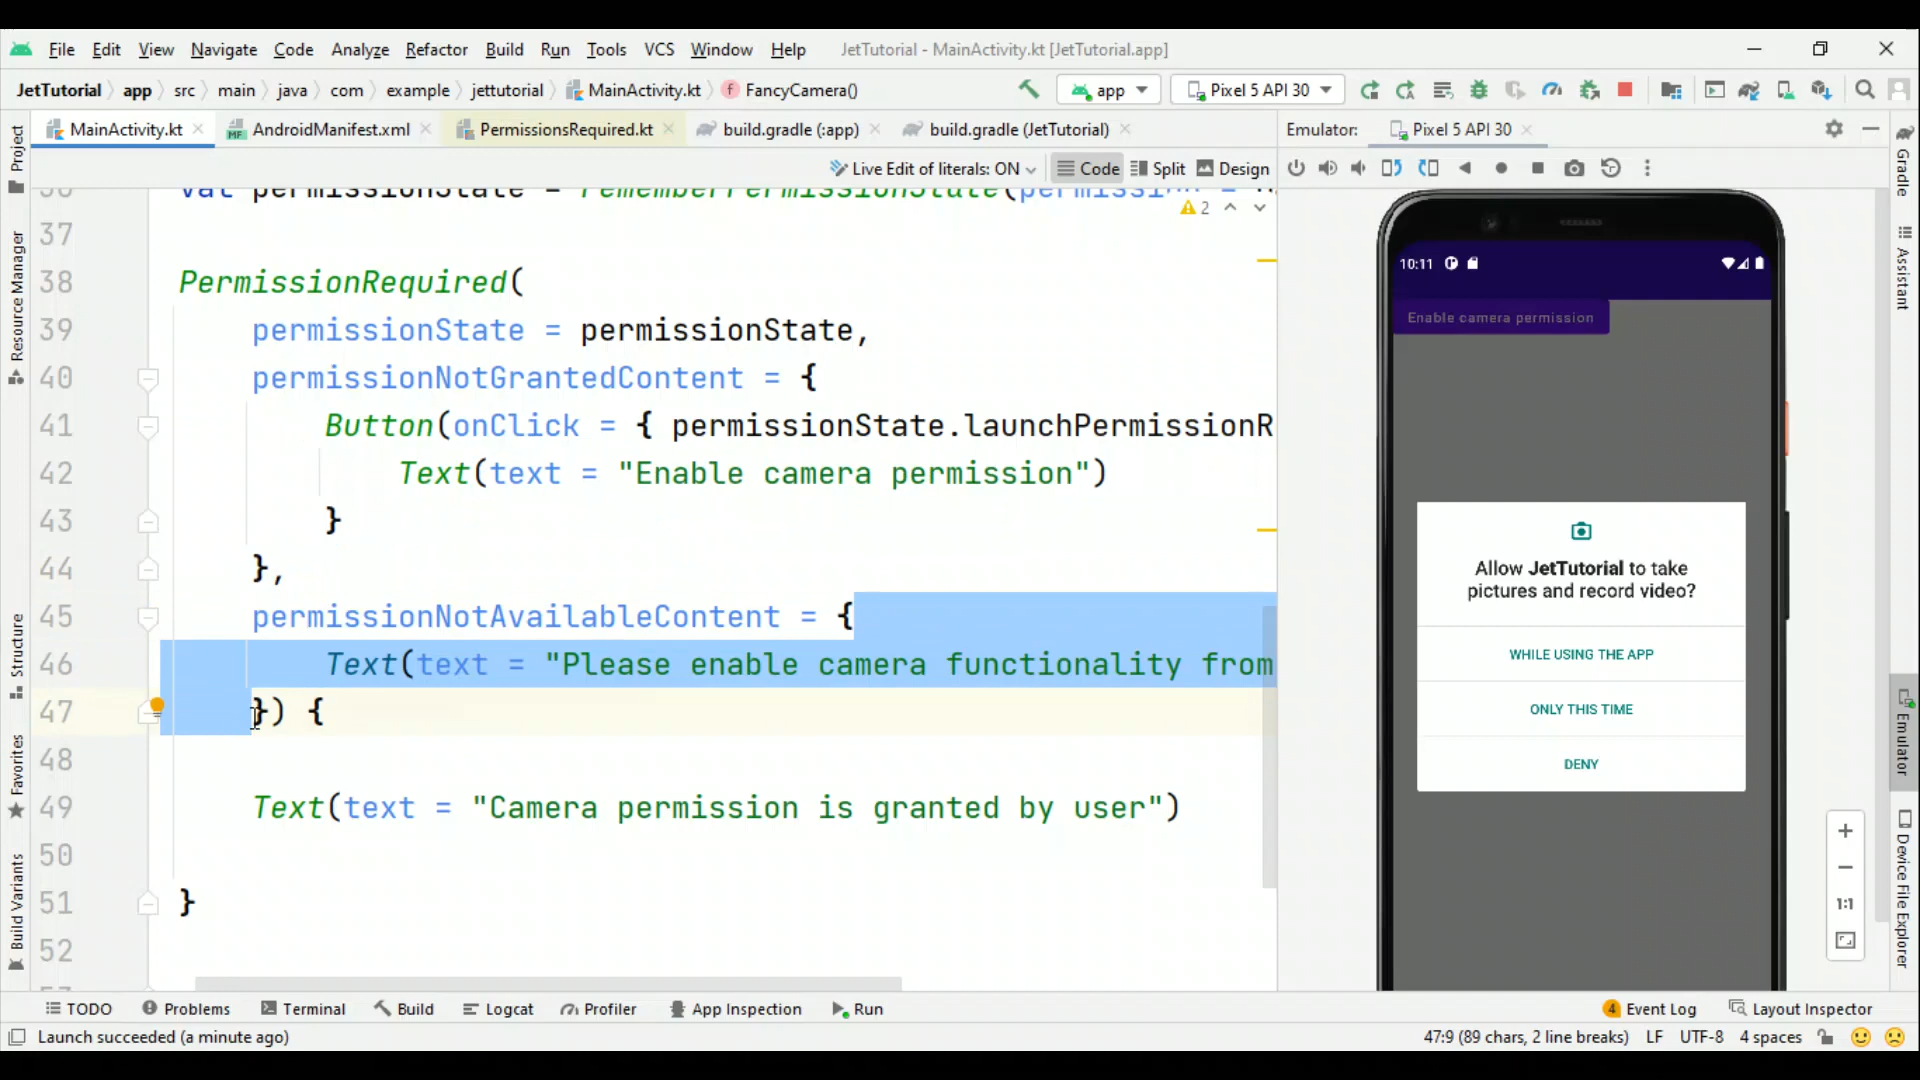 File Edit View Navigate Code Analyze Refactor Build Run Tools VCS Window Help JetTutorial - MainActivity.kt [JetTutorial.app]
JetTutorial app src main java com example jettutorial MainActivity.kt FancyCamera() app Pixel 5 API 30
MainActivity.kt AndroidManifest.xml PermissionsRequired.kt build.gradle (:app) build.gradle (JetTutorial) Emulator: Pixel 5 API 30
Live Edit of literals: ON Code Split Design
2
36 val permissionState = rememberPermissionState(permission =
37
38 PermissionRequired(
39 permissionState = permissionState,
40 permissionNotGrantedContent = {
41 Button(onClick = { permissionState.launchPermissionR
42 Text(text = "Enable camera permission")
43 }
44 },
45 permissionNotAvailableContent = {
46 Text(text = "Please enable camera functionality from
47 }) {
48
49 Text(text = "Camera permission is granted by user")
50
51 }
52
Project
Resource Manager
Structure
Favorites
Build Variants
10:11
Enable camera permission
Allow JetTutorial to take
pictures and record video?
WHILE USING THE APP
ONLY THIS TIME
DENY
1:1
Gradle
Assistant
Emulator
Device File Explorer
TODO Problems Terminal Build Logcat Profiler App Inspection Run 4 Event Log Layout Inspector
Launch succeeded (a minute ago) 47:9 (89 chars, 2 line breaks) LF UTF-8 4 spaces